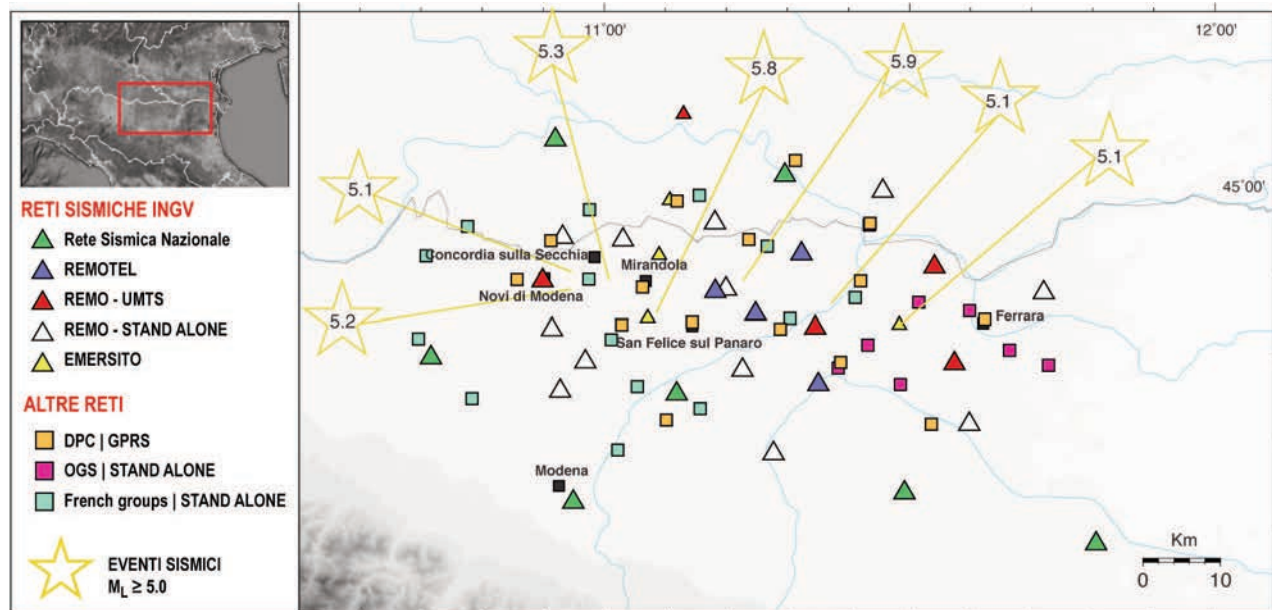 RETI SISMICHE INGV
Rete Sismica Nazionale
REMOTEL
REMO - UMTS
REMO - STAND ALONE
EMERSITO
ALTRE RETI
DPC | GPRS
OGS | STAND ALONE
French groups | STAND ALONE
EVENTI SISMICI
M_L ≥ 5.0
11°00'
12°00'
5.3
5.8
5.9
5.1
5.1
5.1
45°00'
Concordia sulla Secchia
Mirandola
Novi di Modena
5.2
Ferrara
San Felice sul Panaro
Modena
Km
0 10